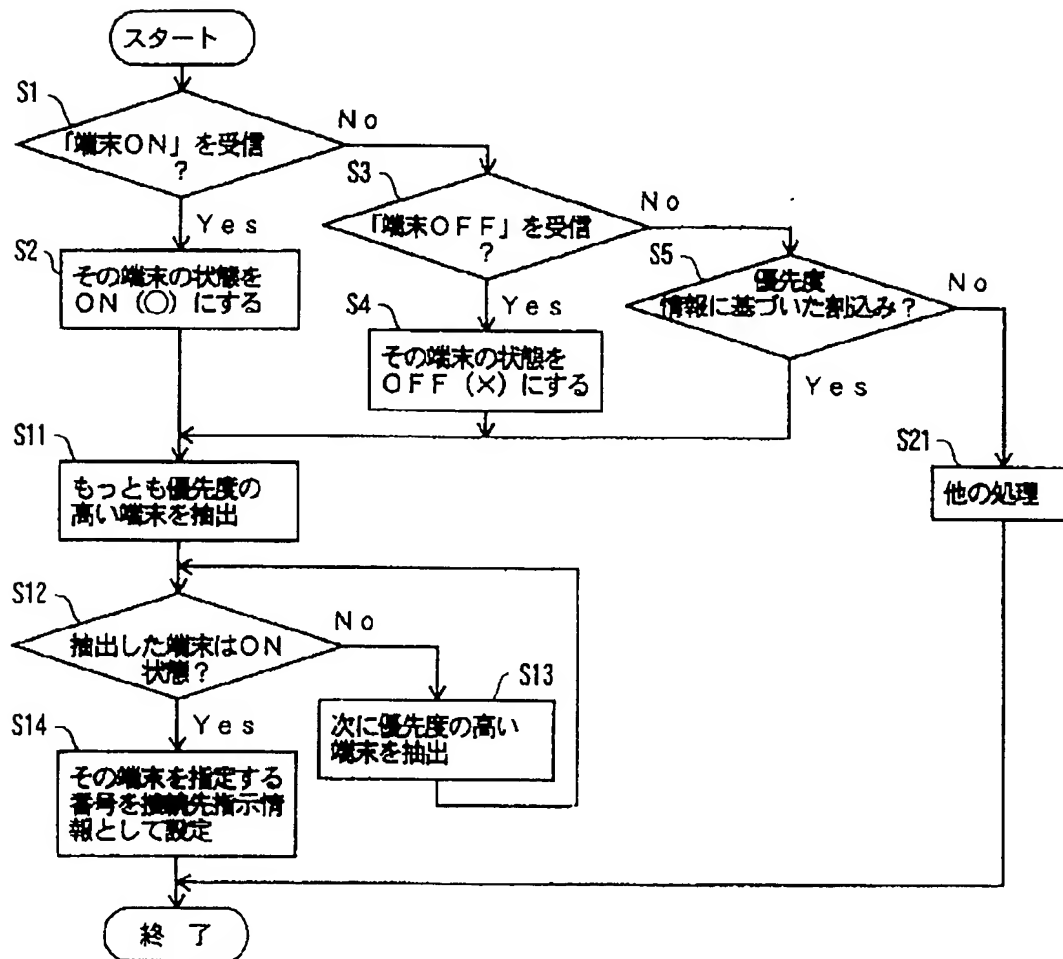 スタート
S1
「端末ON」を受信
?
No
Yes
S2
その端末の状態を
ON(○)にする
S3
「端末OFF」を受信
?
No
Yes
S4
その端末の状態を
OFF(×)にする
S5
優先度
情報に基づいた割込み?
No
Yes
S11
もっとも優先度の
高い端末を抽出
S21
他の処理
S12
抽出した端末はON
状態?
No
Yes
S13
次に優先度の高い
端末を抽出
S14
その端末を指定する
番号を接続先指示情
報として設定
終了